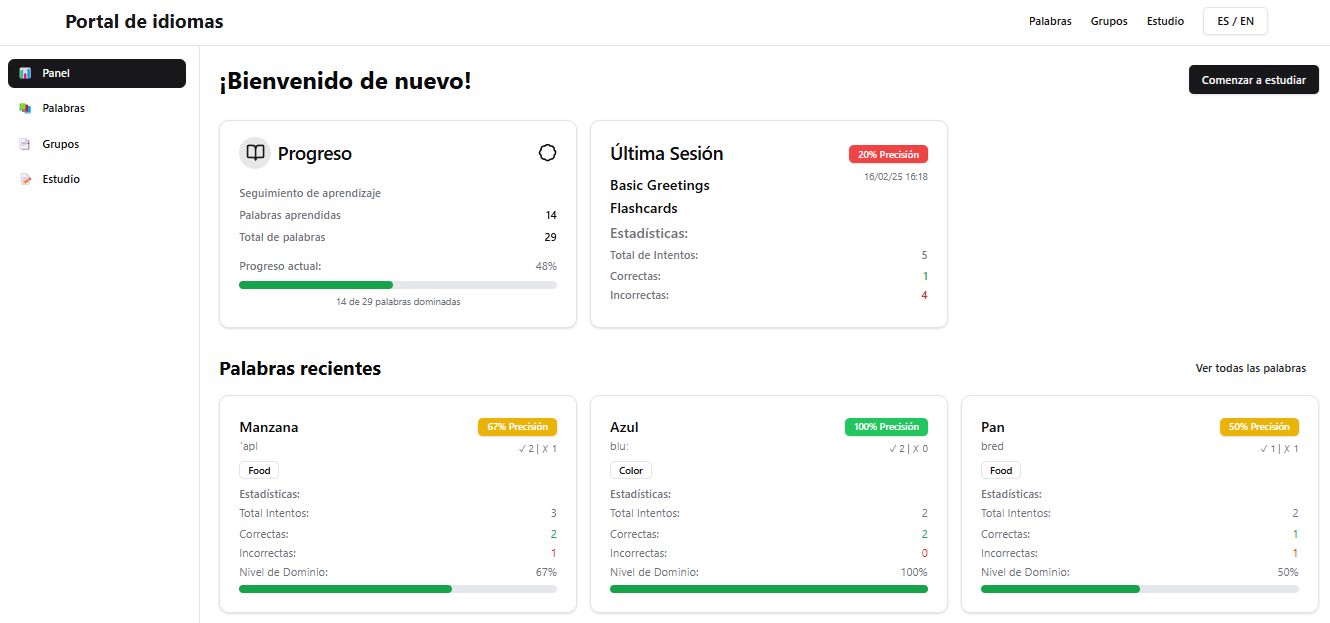 Portal de idiomas
Palabras Grupos Estudio ES / EN
Panel
Palabras
Grupos
Estudio
¡Bienvenido de nuevo!
Comenzar a estudiar
Progreso
Seguimiento de aprendizaje
Palabras aprendidas 14
Total de palabras 29
Progreso actual: 48%
14 de 29 palabras dominadas
Última Sesión
20% Precisión
16/02/25 16:18
Basic Greetings
Flashcards
Estadísticas:
Total de Intentos: 5
Correctas: 1
Incorrectas: 4
Palabras recientes
Ver todas las palabras
Manzana
67% Precisión
ˈapl
✓ 2 | ✗ 1
Food
Estadísticas:
Total Intentos: 3
Correctas: 2
Incorrectas: 1
Nivel de Dominio: 67%
Azul
100% Precisión
blu:
✓ 2 | ✗ 0
Color
Estadísticas:
Total Intentos: 2
Correctas: 2
Incorrectas: 0
Nivel de Dominio: 100%
Pan
50% Precisión
bred
✓ 1 | ✗ 1
Food
Estadísticas:
Total Intentos: 2
Correctas: 1
Incorrectas: 1
Nivel de Dominio: 50%